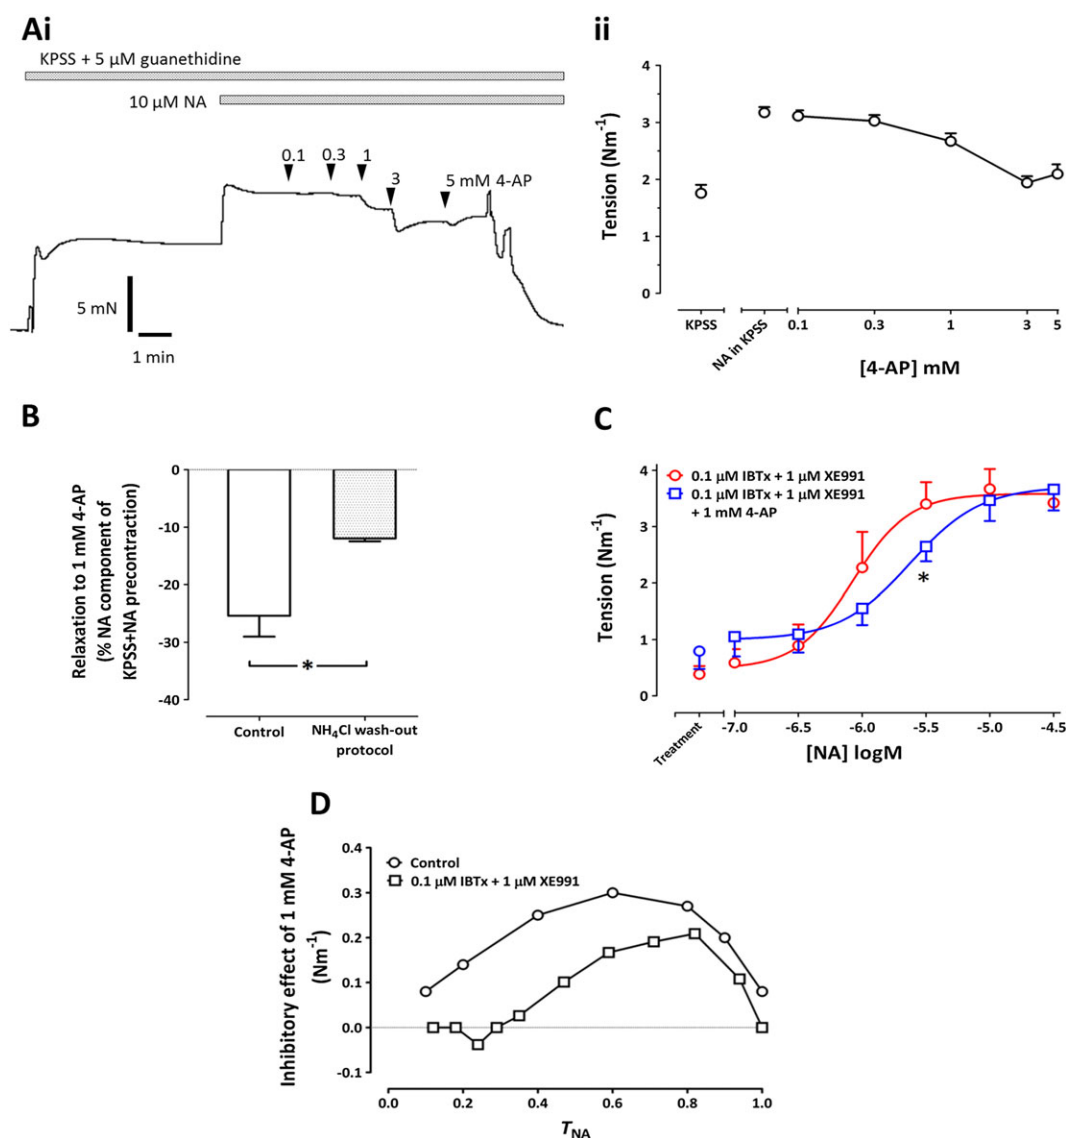 Ai
KPSS + 5 μM guanethidine
10 μM NA
0.1
0.3
1
3
5 mM 4-AP
5 mN
1 min
ii
Tension (Nm-1)
4
3
2
1
0
KPSS
NA in KPSS
0.1
0.3
1
3
5
[4-AP] mM
B
Relaxation to 1 mM 4-AP
(% NA component of
KPSS+NA precontraction)
0
-10
-20
-30
-40
*
Control
NH4Cl wash-out
protocol
C
0.1 μM IBTx + 1 μM XE991
0.1 μM IBTx + 1 μM XE991
+ 1 mM 4-AP
Tension (Nm-1)
4
3
2
1
0
*
Treatment
-7.0
-6.5
-6.0
-5.5
-5.0
-4.5
[NA] logM
D
Inhibitory effect of 1 mM 4-AP
(Nm-1)
Control
0.1 μM IBTx + 1 μM XE991
0.4
0.3
0.2
0.1
0.0
-0.1
0.0
0.2
0.4
0.6
0.8
1.0
TNA